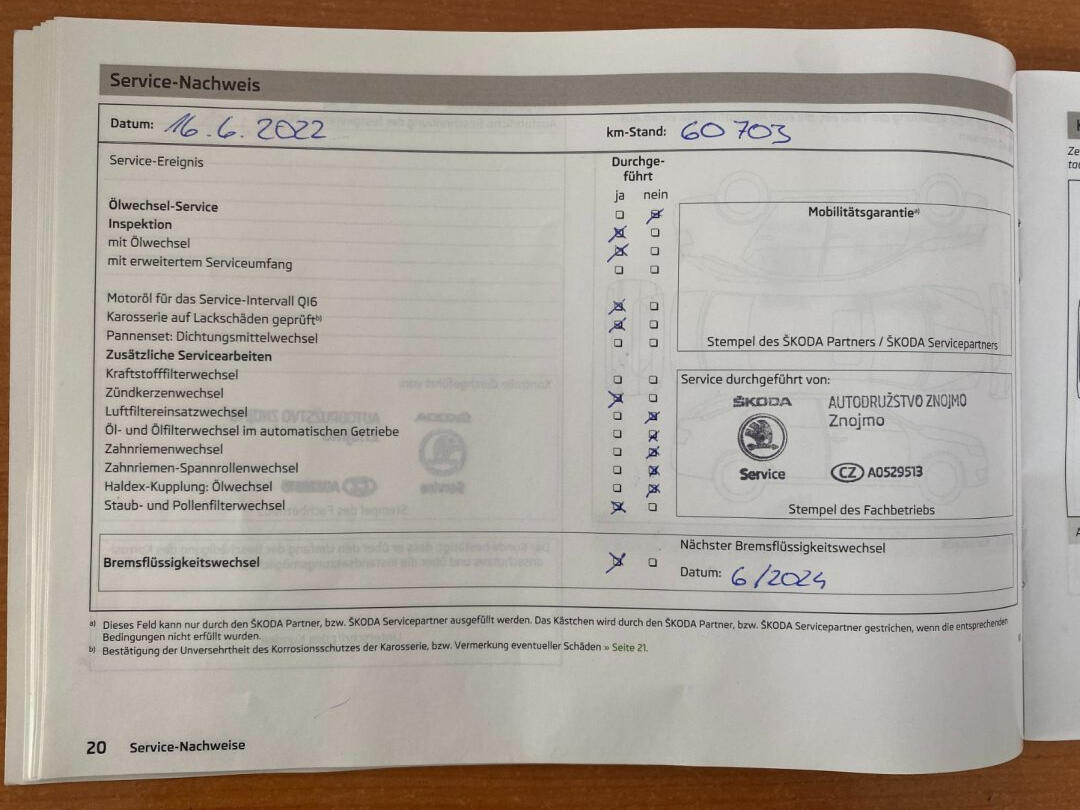 Service-Nachweis
Datum: 16.6.2022
km-Stand: 60703
Service-Ereignis
Durchge-
führt
ja nein
Ölwechsel-Service
Inspektion
mit Ölwechsel
mit erweitertem Serviceumfang
Motoröl für das Service-Intervall QI6
Karosserie auf Lackschäden geprüft b)
Pannenset: Dichtungsmittelwechsel
Zusätzliche Servicearbeiten
Kraftstofffilterwechsel
Zündkerzenwechsel
Luftfiltereinsatzwechsel
Öl- und Ölfilterwechsel im automatischen Getriebe
Zahnriemenwechsel
Zahnriemen-Spannrollenwechsel
Haldex-Kupplung: Ölwechsel
Staub- und Pollenfilterwechsel
Mobilitätsgarantie a)
Stempel des ŠKODA Partners / ŠKODA Servicepartners
Service durchgeführt von:
ŠKODA
Service
AUTODRUŽSTVO ZNOJMO
Znojmo
CZ A0529513
Stempel des Fachbetriebs
Bremsflüssigkeitswechsel
Nächster Bremsflüssigkeitswechsel
Datum: 6/2024
a) Dieses Feld kann nur durch den ŠKODA Partner, bzw. ŠKODA Servicepartner ausgefüllt werden. Das Kästchen wird durch den ŠKODA Partner, bzw. ŠKODA Servicepartner gestrichen, wenn die entsprechenden
Bedingungen nicht erfüllt wurden.
b) Bestätigung der Unversehrtheit des Korrosionsschutzes der Karosserie, bzw. Vermerkung eventueller Schäden » Seite 21.
20 Service-Nachweise